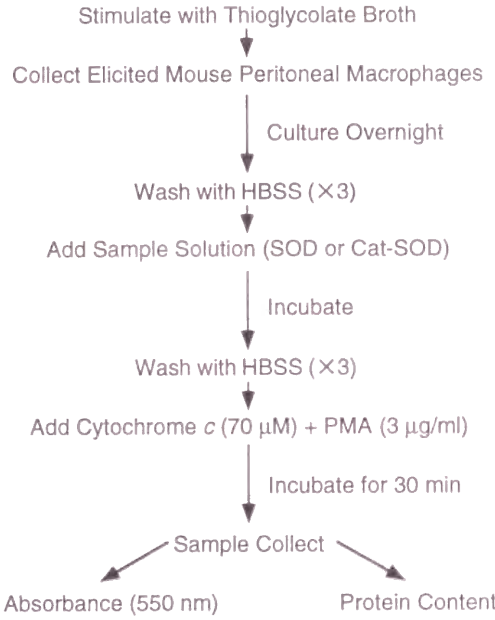 Stimulate with Thioglycolate Broth
Collect Elicited Mouse Peritoneal Macrophages
Culture Overnight
Wash with HBSS (×3)
Add Sample Solution (SOD or Cat-SOD)
Incubate
Wash with HBSS (×3)
Add Cytochrome c (70 μM) + PMA (3 μg/ml)
Incubate for 30 min
Sample Collect
Absorbance (550 nm)
Protein Content